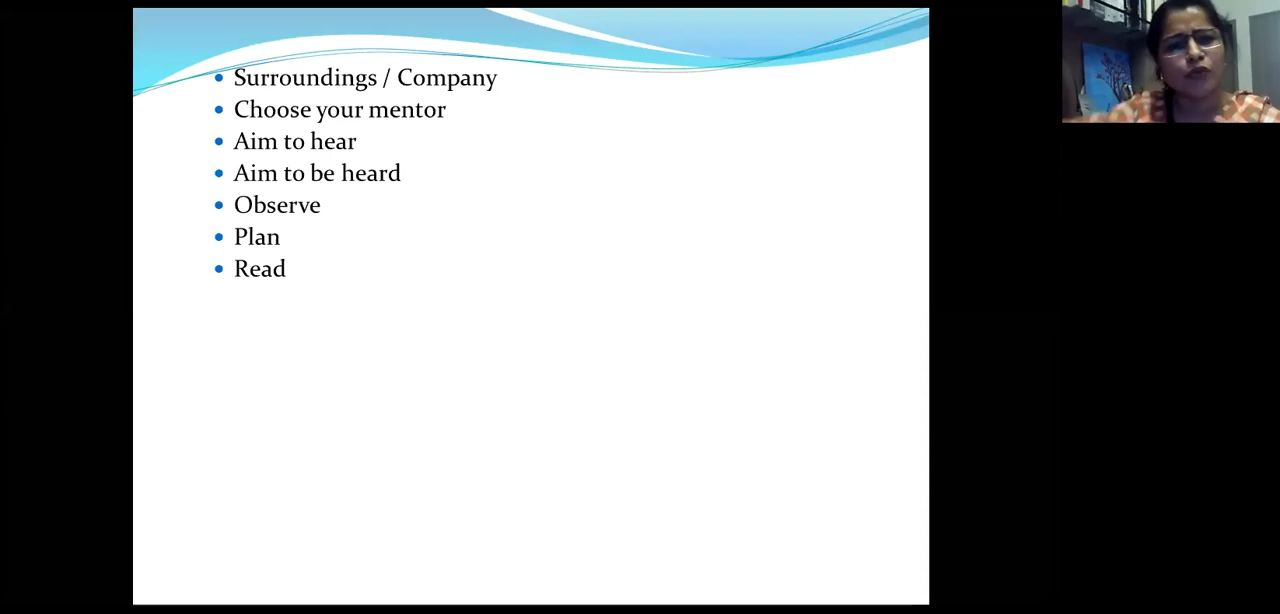 Surroundings / Company
Choose your mentor
Aim to hear
Aim to be heard
Observe
Plan
Read